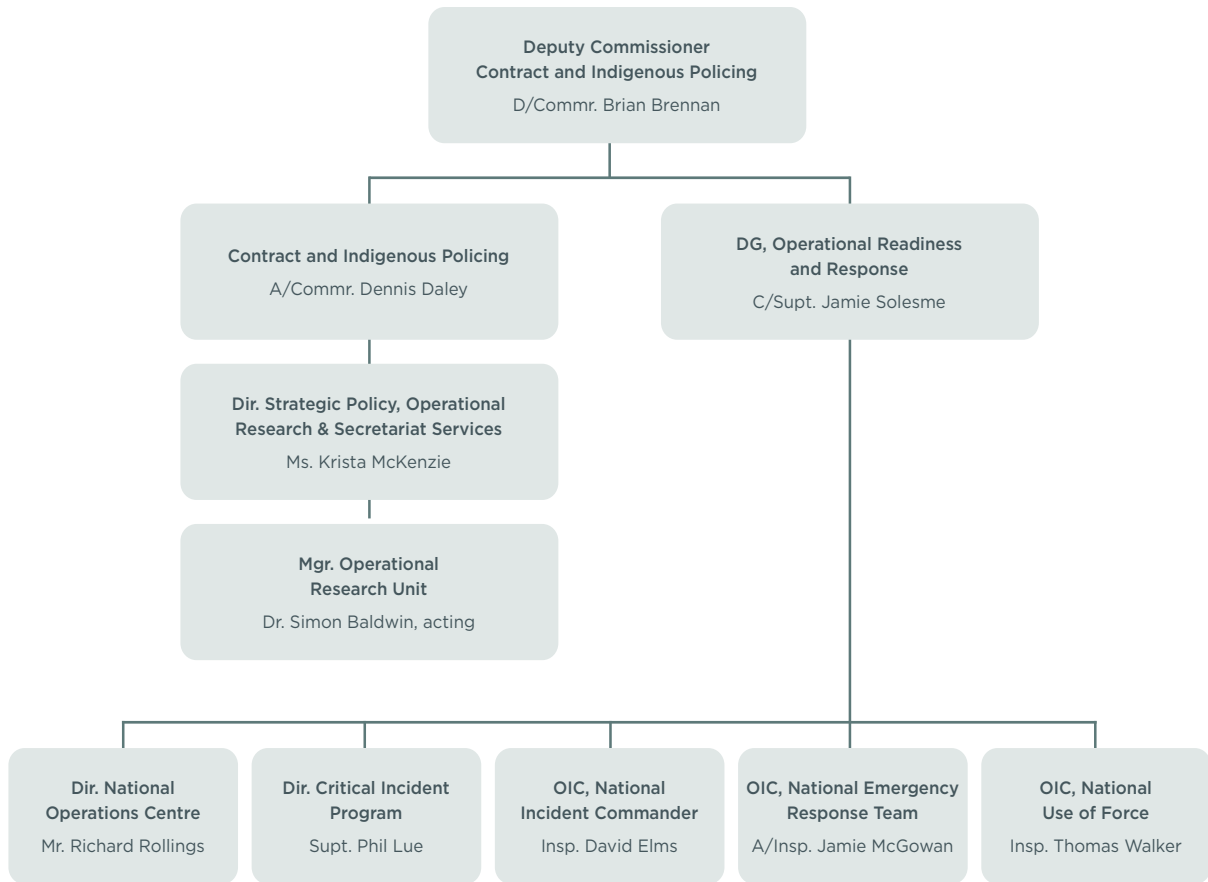 Deputy Commissioner
Contract and Indigenous Policing
D/Commr. Brian Brennan
Contract and Indigenous Policing
A/Commr. Dennis Daley
DG, Operational Readiness
and Response
C/Supt. Jamie Solesme
Dir. Strategic Policy, Operational
Research & Secretariat Services
Ms. Krista McKenzie
Mgr. Operational
Research Unit
Dr. Simon Baldwin, acting
Dir. National
Operations Centre
Mr. Richard Rollings
Dir. Critical Incident
Program
Supt. Phil Lue
OIC, National
Incident Commander
Insp. David Elms
OIC, National Emergency
Response Team
A/Insp. Jamie McGowan
OIC, National
Use of Force
Insp. Thomas Walker